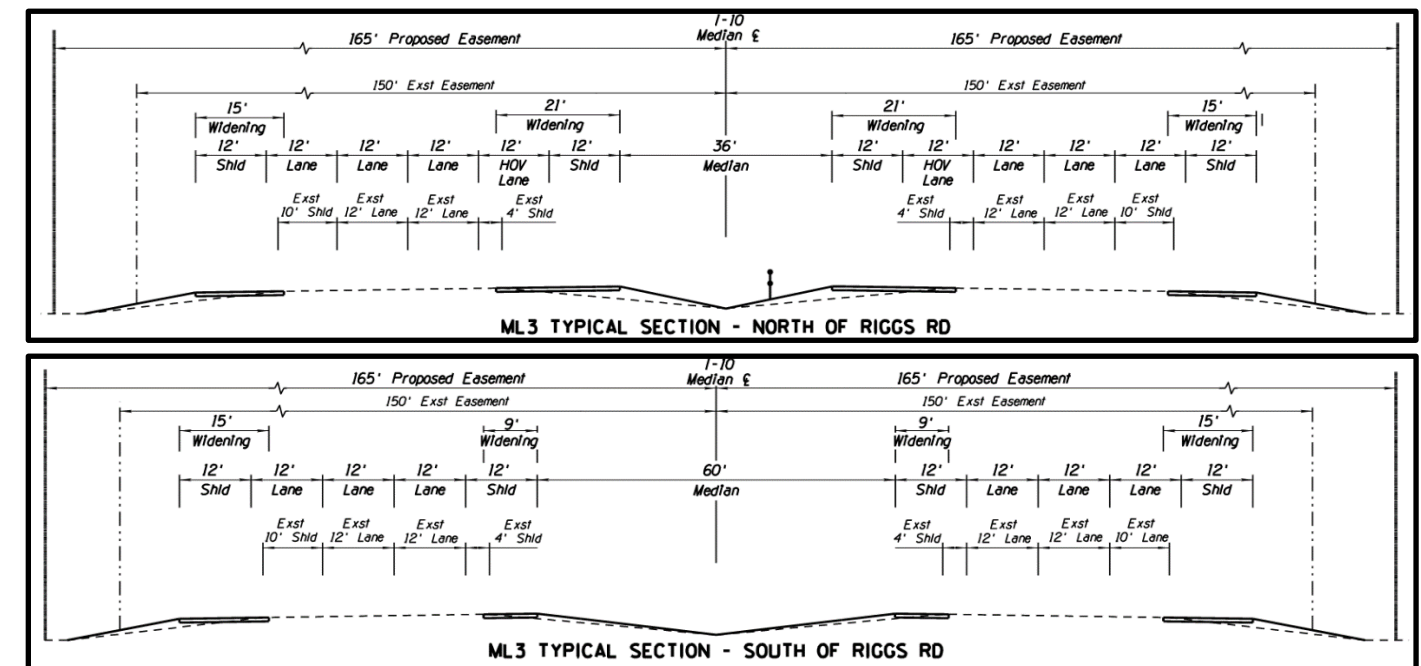 I-10
Median ℄
165' Proposed Easement 165' Proposed Easement
150' Exst Easement 150' Exst Easement
15' 21' 21' 15'
Widening Widening Widening Widening
12' 12' 12' 12' 12' 12' 36' 12' 12' 12' 12' 12' 12'
Shld Lane Lane Lane HOV Lane Shld Median Shld HOV Lane Lane Lane Lane Shld
Exst Exst Exst Exst Exst Exst Exst Exst
10' Shld 12' Lane 12' Lane 4' Shld 4' Shld 12' Lane 12' Lane 10' Shld
ML3 TYPICAL SECTION - NORTH OF RIGGS RD
I-10
Median ℄
165' Proposed Easement 165' Proposed Easement
150' Exst Easement 150' Exst Easement
15' 9' 9' 15'
Widening Widening Widening Widening
12' 12' 12' 12' 12' 60' 12' 12' 12' 12' 12'
Shld Lane Lane Lane Shld Median Shld Lane Lane Lane Shld
Exst Exst Exst Exst Exst Exst Exst Exst
10' Shld 12' Lane 12' Lane 4' Shld 4' Shld 12' Lane 12' Lane 10' Lane
ML3 TYPICAL SECTION - SOUTH OF RIGGS RD